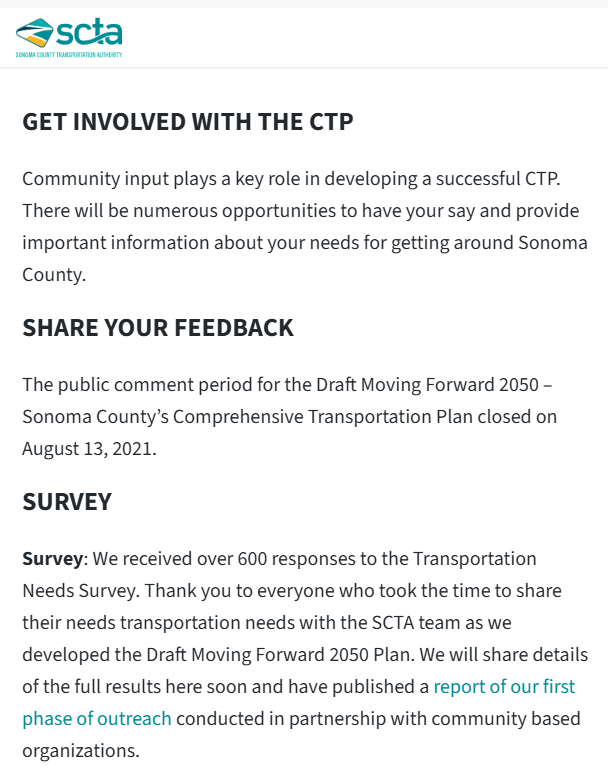 scta
SONOMA COUNTY TRANSPORTATION AUTHORITY
GET INVOLVED WITH THE CTP
Community input plays a key role in developing a successful CTP.
There will be numerous opportunities to have your say and provide
important information about your needs for getting around Sonoma
County.
SHARE YOUR FEEDBACK
The public comment period for the Draft Moving Forward 2050 –
Sonoma County’s Comprehensive Transportation Plan closed on
August 13, 2021.
SURVEY
Survey: We received over 600 responses to the Transportation
Needs Survey. Thank you to everyone who took the time to share
their needs transportation needs with the SCTA team as we
developed the Draft Moving Forward 2050 Plan. We will share details
of the full results here soon and have published a report of our first
phase of outreach conducted in partnership with community based
organizations.